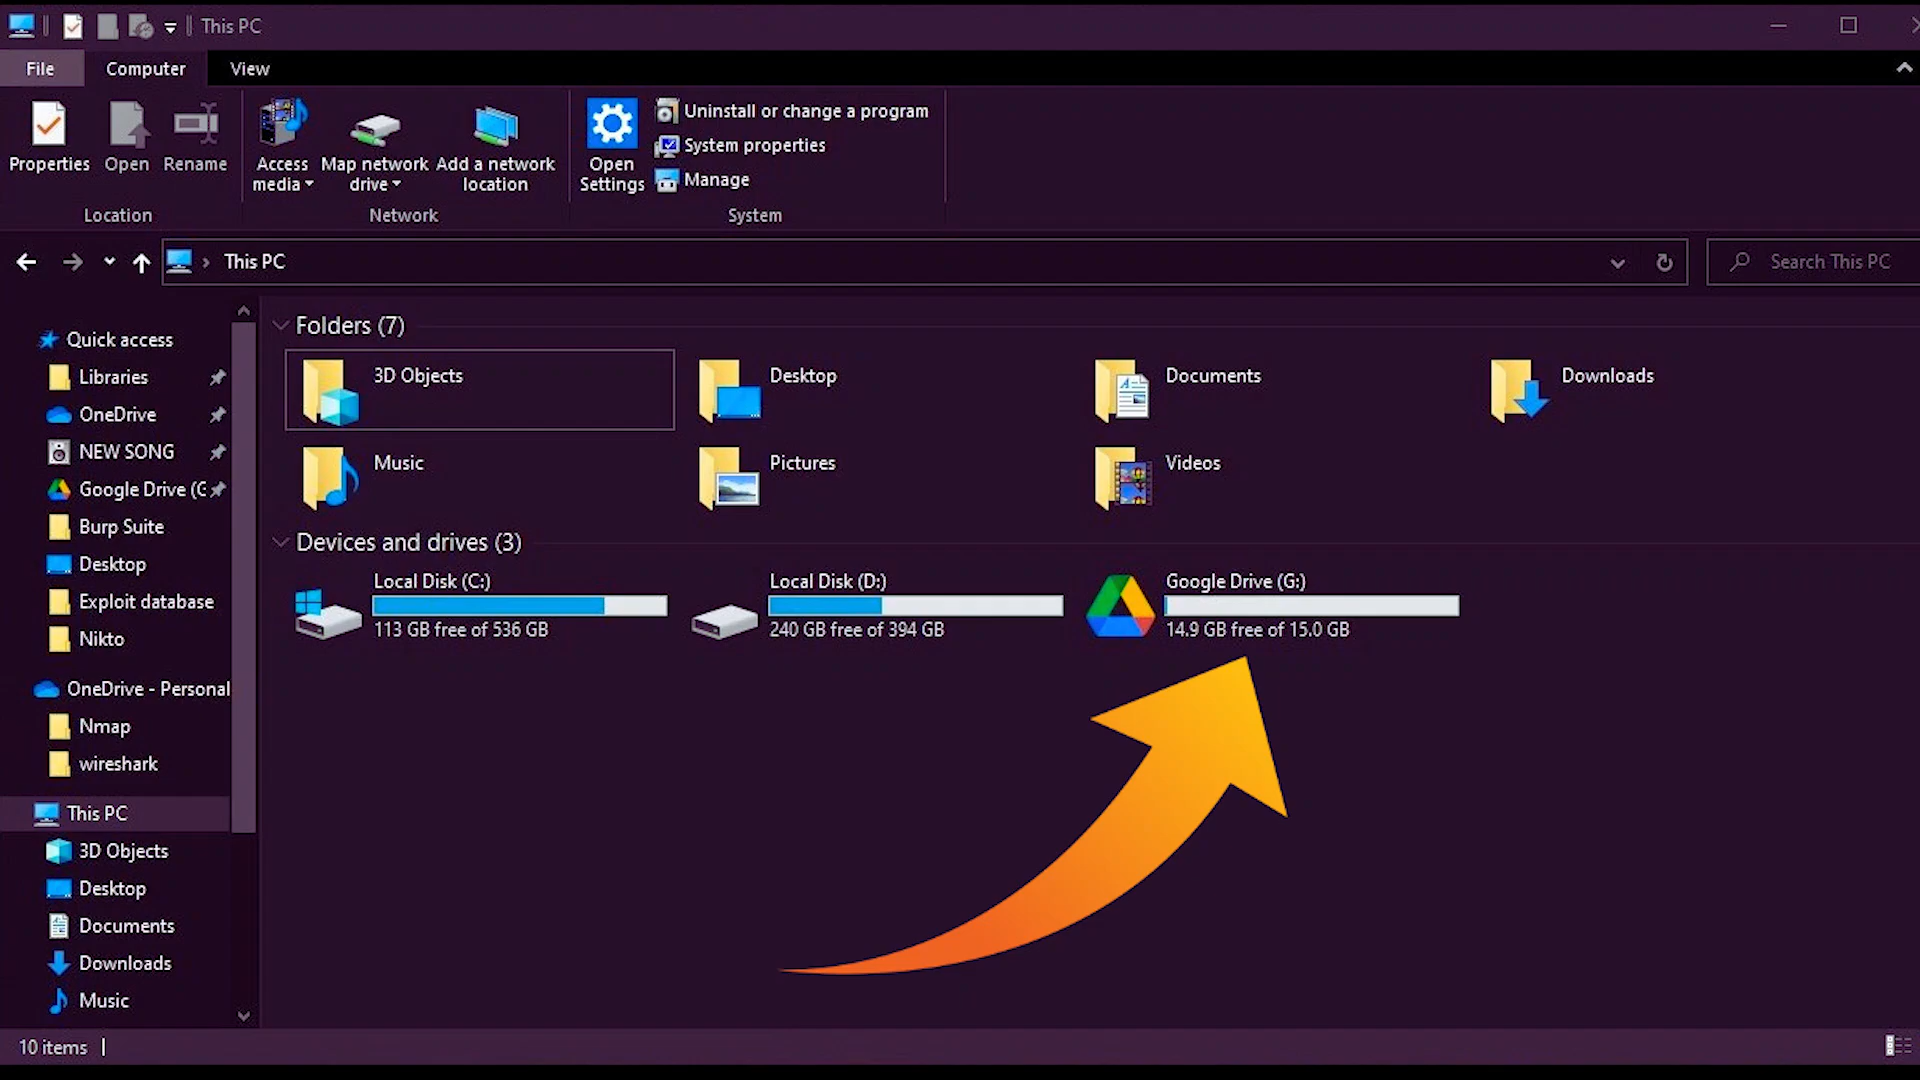 This PC
File
Computer
View
Properties
Open
Rename
Access media
Map network drive
Add a network location
Open Settings
Uninstall or change a program
System properties
Manage
Location
Network
System
This PC
Search This PC
Quick access
Libraries
OneDrive
NEW SONG
Google Drive (G
Burp Suite
Desktop
Exploit database
Nikto
OneDrive - Personal
Nmap
wireshark
This PC
3D Objects
Desktop
Documents
Downloads
Music
Folders (7)
3D Objects
Desktop
Documents
Downloads
Music
Pictures
Videos
Devices and drives (3)
Local Disk (C:)
113 GB free of 536 GB
Local Disk (D:)
240 GB free of 394 GB
Google Drive (G:)
14.9 GB free of 15.0 GB
10 items